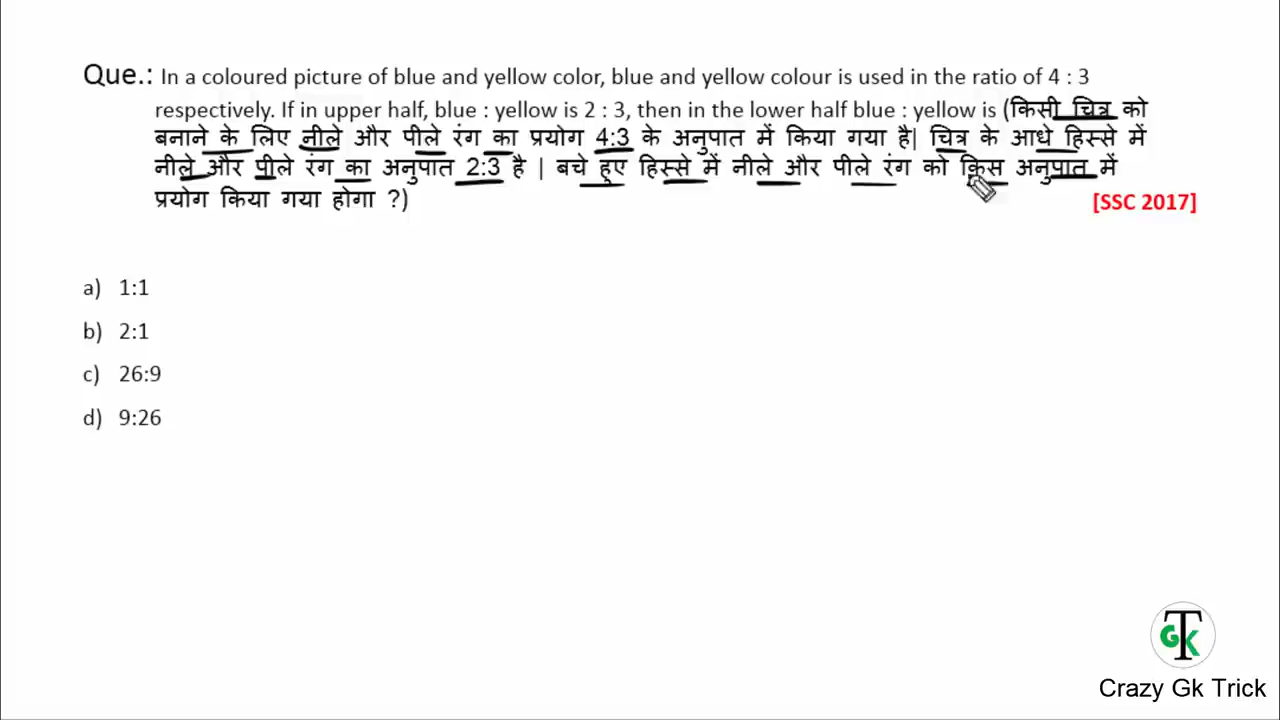 Que.: In a coloured picture of blue and yellow color, blue and yellow colour is used in the ratio of 4 : 3
respectively. If in upper half, blue : yellow is 2 : 3, then in the lower half blue : yellow is (किसी चित्र को
बनाने के लिए नीले और पीले रंग का प्रयोग 4:3 के अनुपात में किया गया है| चित्र के आधे हिस्से में
नीले और पीले रंग का अनुपात 2:3 है | बचे हुए हिस्से में नीले और पीले रंग को किस अनुपात में
प्रयोग किया गया होगा ?)
[SSC 2017]
a) 1:1
b) 2:1
c) 26:9
d) 9:26
GTK
Crazy Gk Trick